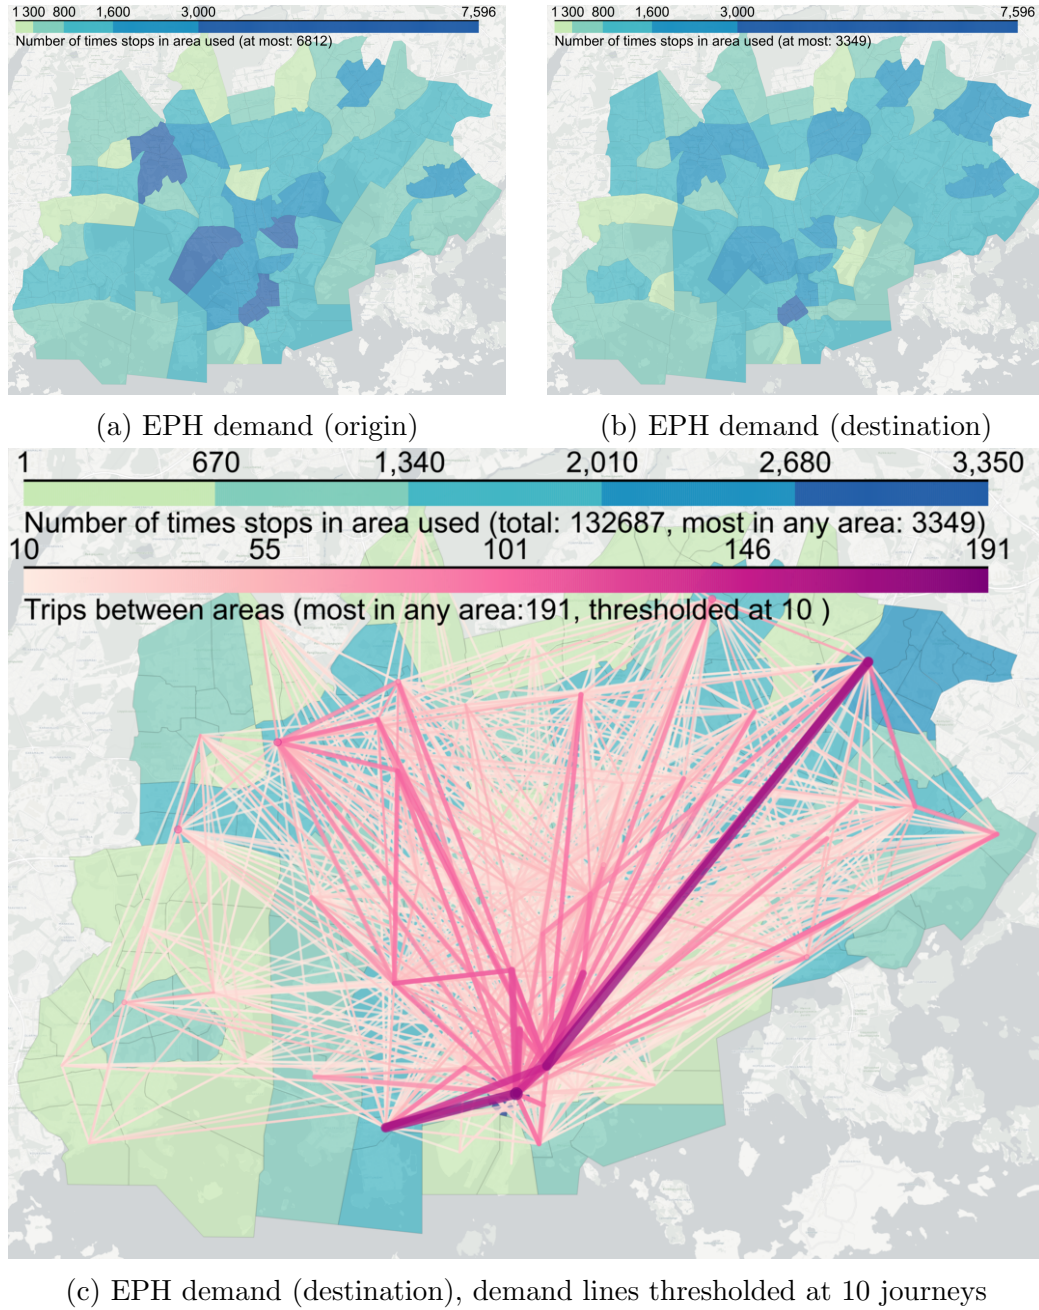 1 300 800 1,600 3,000 7,596
Number of times stops in area used (at most: 6812)
1 300 800 1,600 3,000 7,596
Number of times stops in area used (at most: 3349)
(a) EPH demand (origin)
(b) EPH demand (destination)
1 670 1,340 2,010 2,680 3,350
Number of times stops in area used (total: 132687, most in any area: 3349)
10 55 101 146 191
Trips between areas (most in any area:191, thresholded at 10 )
(c) EPH demand (destination), demand lines thresholded at 10 journeys